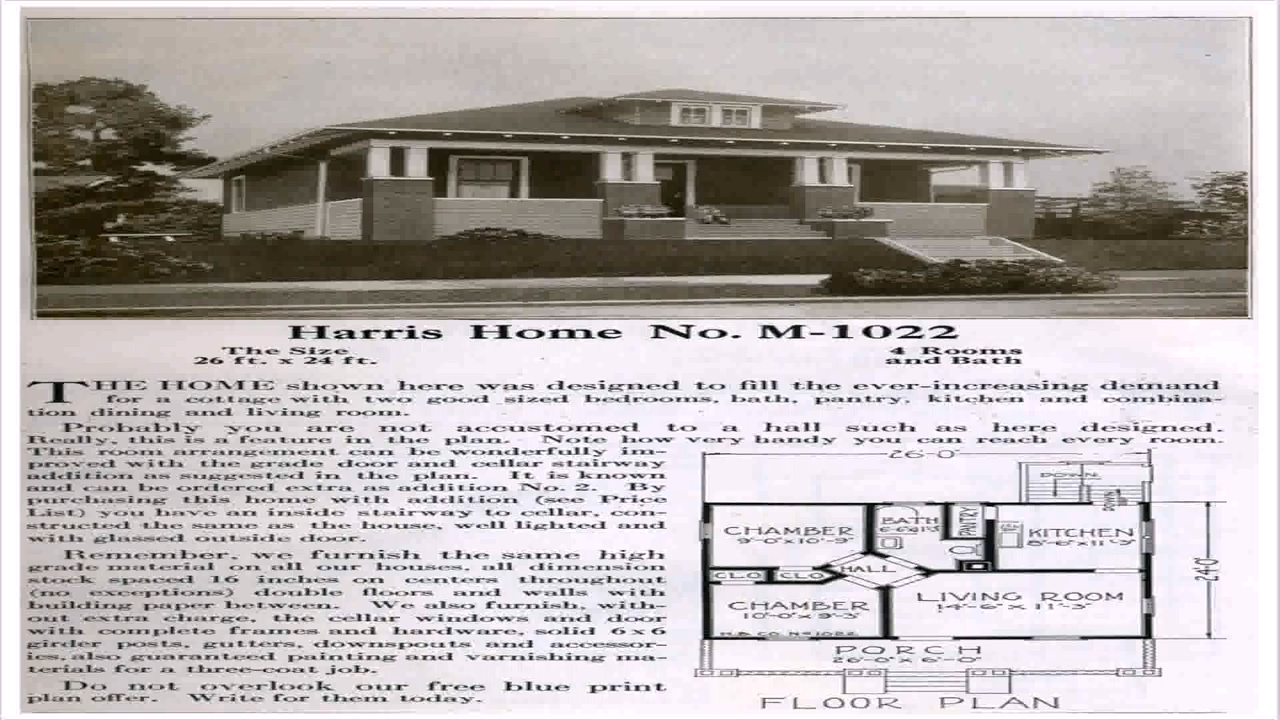 Harris Home No. M-1022
The Size
26 ft. x 24 ft.
4 Rooms
and Bath
THE HOME shown here was designed to fill the ever-increasing demand
for a cottage with two good sized bedrooms, bath, pantry, kitchen and combina-
tion dining and living room.
Probably you are not accustomed to a hall such as here designed.
Really, this is a feature in the plan. Note how very handy you can reach every room.
This room arrangement can be wonderfully im-
proved with the grade door and cellar stairway
addition as suggested in the plan. It is known
and can be ordered extra as addition No. 2. By
purchasing this home with addition (see Price
List) you have an inside stairway to cellar, con-
structed the same as the house, well lighted and
with glassed outside door.
Remember, we furnish the same high
grade material on all our houses, all dimension
stock spaced 16 inches on centers throughout
(no exceptions) double floors and walls with
building paper between. We also furnish, with-
out extra charge, the cellar windows and door
with complete frames and hardware, solid 6x6
girder posts, gutters, downspouts and accessor-
ies, also guaranteed painting and varnishing ma-
terials for a three-coat job.
Do not overlook our free blue print
plan offer. Write for them today.
26'-0"
DOWN
CHAMBER
9'-0"x10'-9"
BATH
PANTRY
KITCHEN
8'-6"x11'-3"
24'-0"
HALL
CLO
CLO
CHAMBER
10'-0"x9'-3"
LIVING ROOM
14'-6"x11'-3"
H.B. CO. No 1022
PORCH
26'-0"x6'-0"
FLOOR PLAN